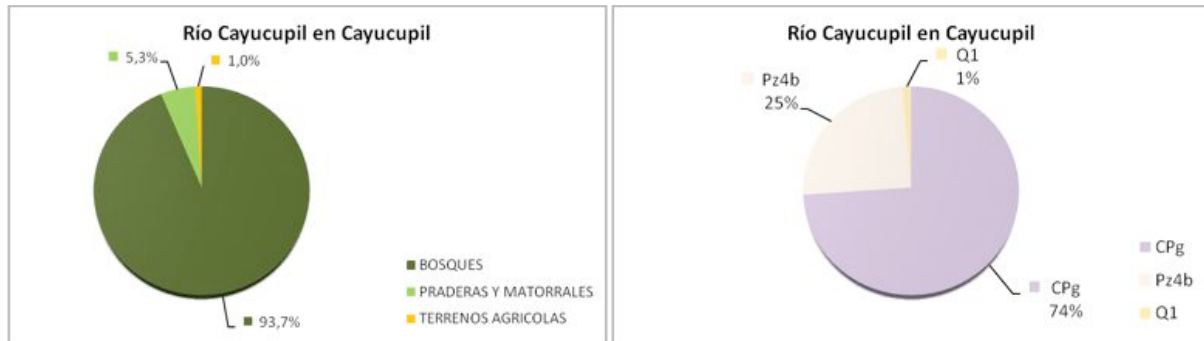 Río Cayucupil en Cayucupil
5,3%
1,0%
BOSQUES
PRADERAS Y MATORRALES
TERRENOS AGRICOLAS
93,7%
Río Cayucupil en Cayucupil
Q1
1%
Pz4b
25%
CPg
Pz4b
Q1
CPg
74%